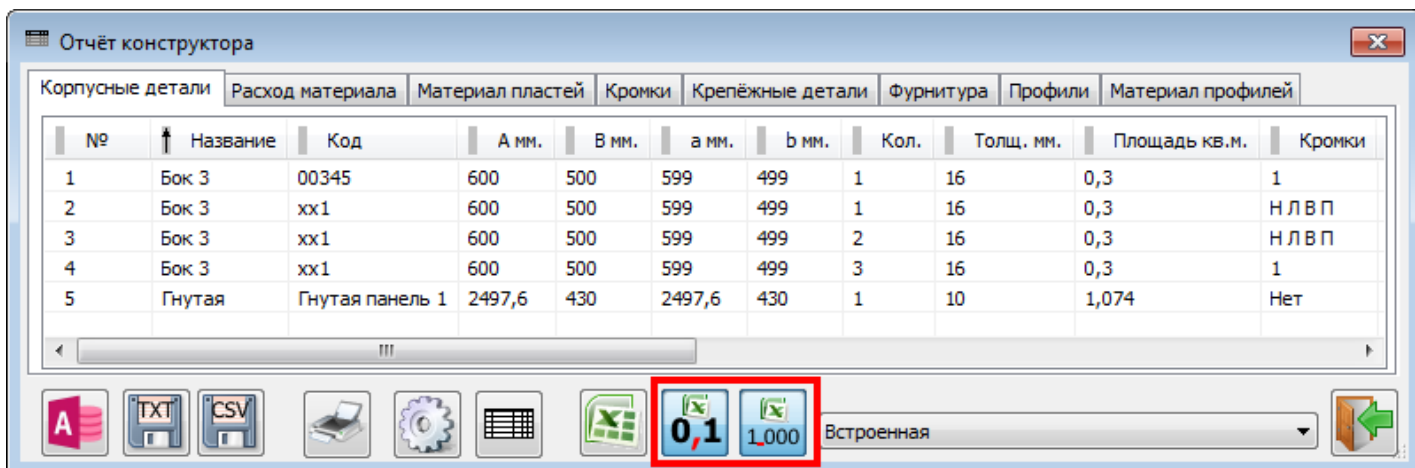 Отчёт конструктора
Корпусные детали Расход материала Материал пластей Кромки Крепёжные детали Фурнитура Профили Материал профилей
№ Название Код A мм. B мм. a мм. b мм. Кол. Толщ. мм. Площадь кв.м. Кромки
1 Бок 3 00345 600 500 599 499 1 16 0,3 1
2 Бок 3 xx1 600 500 599 499 1 16 0,3 Н Л В П
3 Бок 3 xx1 600 500 599 499 2 16 0,3 Н Л В П
4 Бок 3 xx1 600 500 599 499 3 16 0,3 1
5 Гнутая Гнутая панель 1 2497,6 430 2497,6 430 1 10 1,074 Нет
A TXT CSV 0,1 1_000 Встроенная